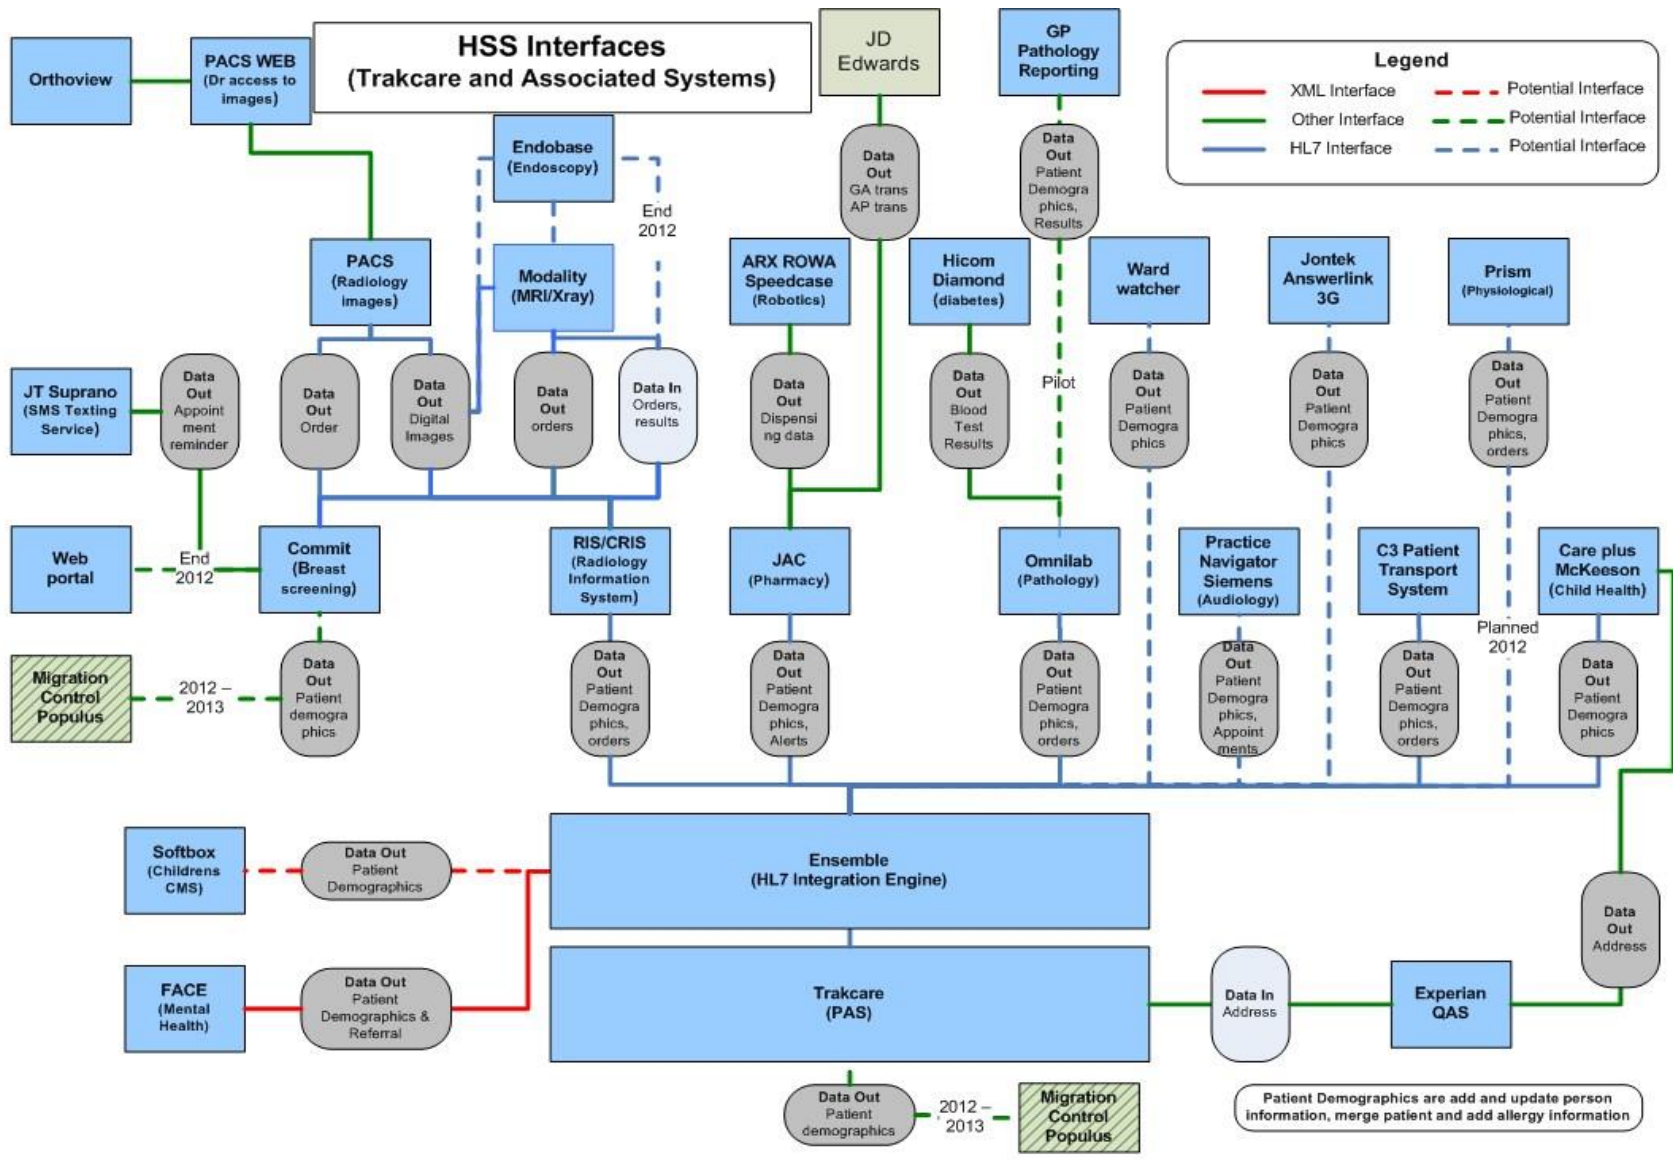 HSS Interfaces
(Trakcare and Associated Systems)
Orthoview
PACS WEB
(Dr access to
images)
JD
Edwards
GP
Pathology
Reporting
Legend
XML Interface
Potential Interface
Other Interface
Potential Interface
HL7 Interface
Potential Interface
Endobase
(Endoscopy)
End
2012
Data
Out
GA trans
AP trans
Data
Out
Patient
Demogra
phics,
Results
PACS
(Radiology
images)
Modality
(MRI/Xray)
ARX ROWA
Speedcase
(Robotics)
Hicom
Diamond
(diabetes)
Ward
watcher
Jontek
Answerlink
3G
Prism
(Physiological)
JT Suprano
(SMS Texting
Service)
Data
Out
Appoint
ment
reminder
Data
Out
Order
Data
Out
Digital
Images
Data
Out
orders
Data In
Orders,
results
Data
Out
Dispensi
ng data
Data
Out
Blood
Test
Results
Pilot
Data
Out
Patient
Demogra
phics
Data
Out
Patient
Demogra
phics
Data
Out
Patient
Demogra
phics,
orders
Web
portal
End
2012
Commit
(Breast
screening)
RIS/CRIS
(Radiology
Information
System)
JAC
(Pharmacy)
Omnilab
(Pathology)
Practice
Navigator
Siemens
(Audiology)
C3 Patient
Transport
System
Care plus
McKeeson
(Child Health)
Planned
2012
Migration
Control
Populus
2012 –
2013
Data
Out
Patient
demogra
phics
Data
Out
Patient
Demogra
phics,
orders
Data
Out
Patient
Demogra
phics,
Alerts
Data
Out
Patient
Demogra
phics,
orders
Data
Out
Patient
Demogra
phics,
Appoint
ments
Data
Out
Patient
Demogra
phics,
orders
Data
Out
Patient
Demogra
phics
Softbox
(Childrens
CMS)
Data Out
Patient
Demographics
Ensemble
(HL7 Integration Engine)
Data
Out
Address
FACE
(Mental
Health)
Data Out
Patient
Demographics &
Referral
Trakcare
(PAS)
Data In
Address
Experian
QAS
Data Out
Patient
demographics
2012 –
2013
Migration
Control
Populus
Patient Demographics are add and update person
information, merge patient and add allergy information